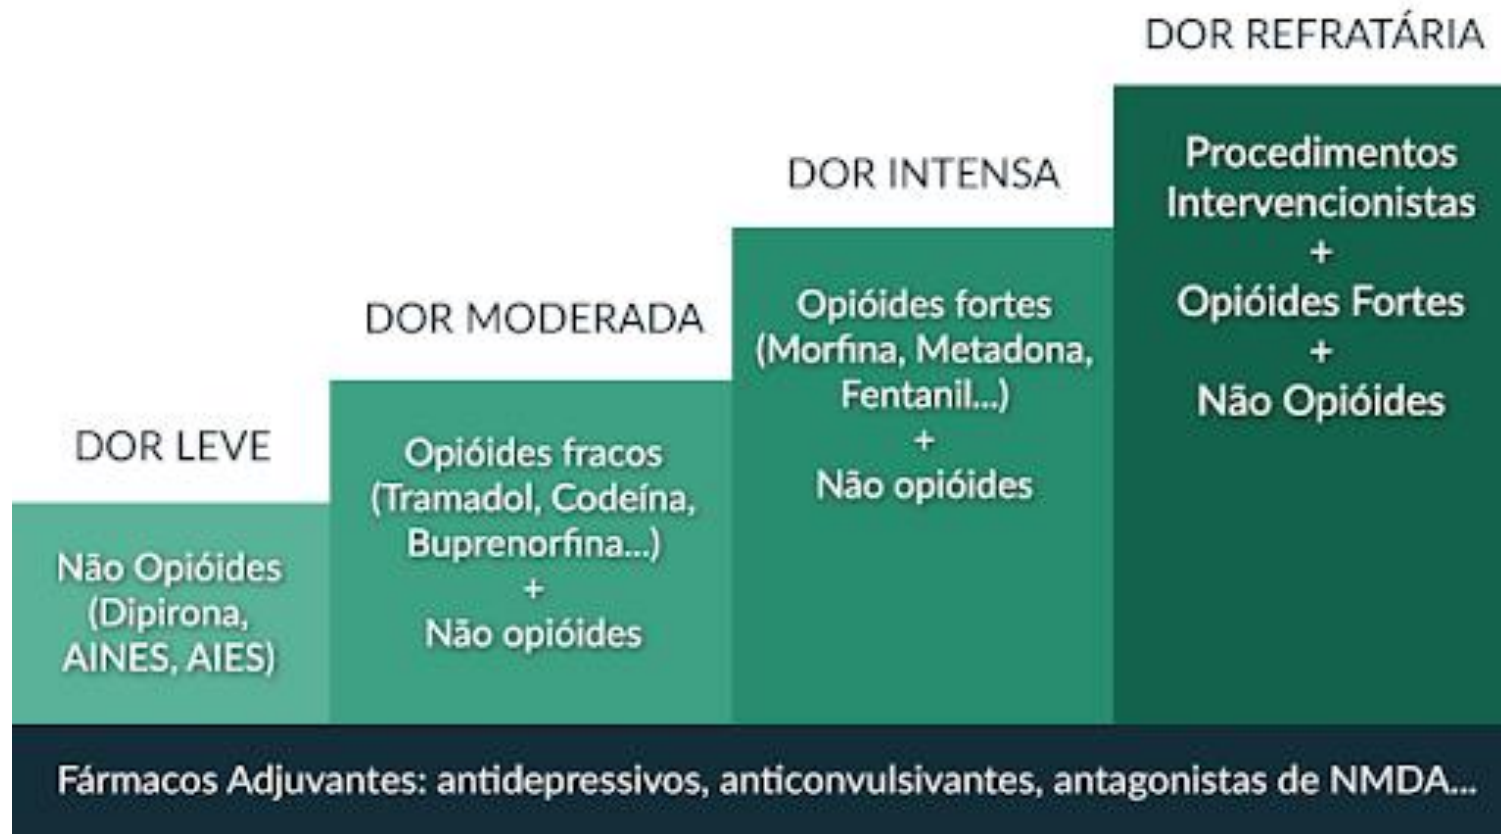 DOR LEVE
Não Opióides
(Dipirona,
AINES, AIES)
DOR MODERADA
Opióides fracos
(Tramadol, Codeína,
Buprenorfina...)
+
Não opióides
DOR INTENSA
Opióides fortes
(Morfina, Metadona,
Fentanil...)
+
Não opióides
DOR REFRATÁRIA
Procedimentos
Intervencionistas
+
Opióides Fortes
+
Não Opióides
Fármacos Adjuvantes: antidepressivos, anticonvulsivantes, antagonistas de NMDA...